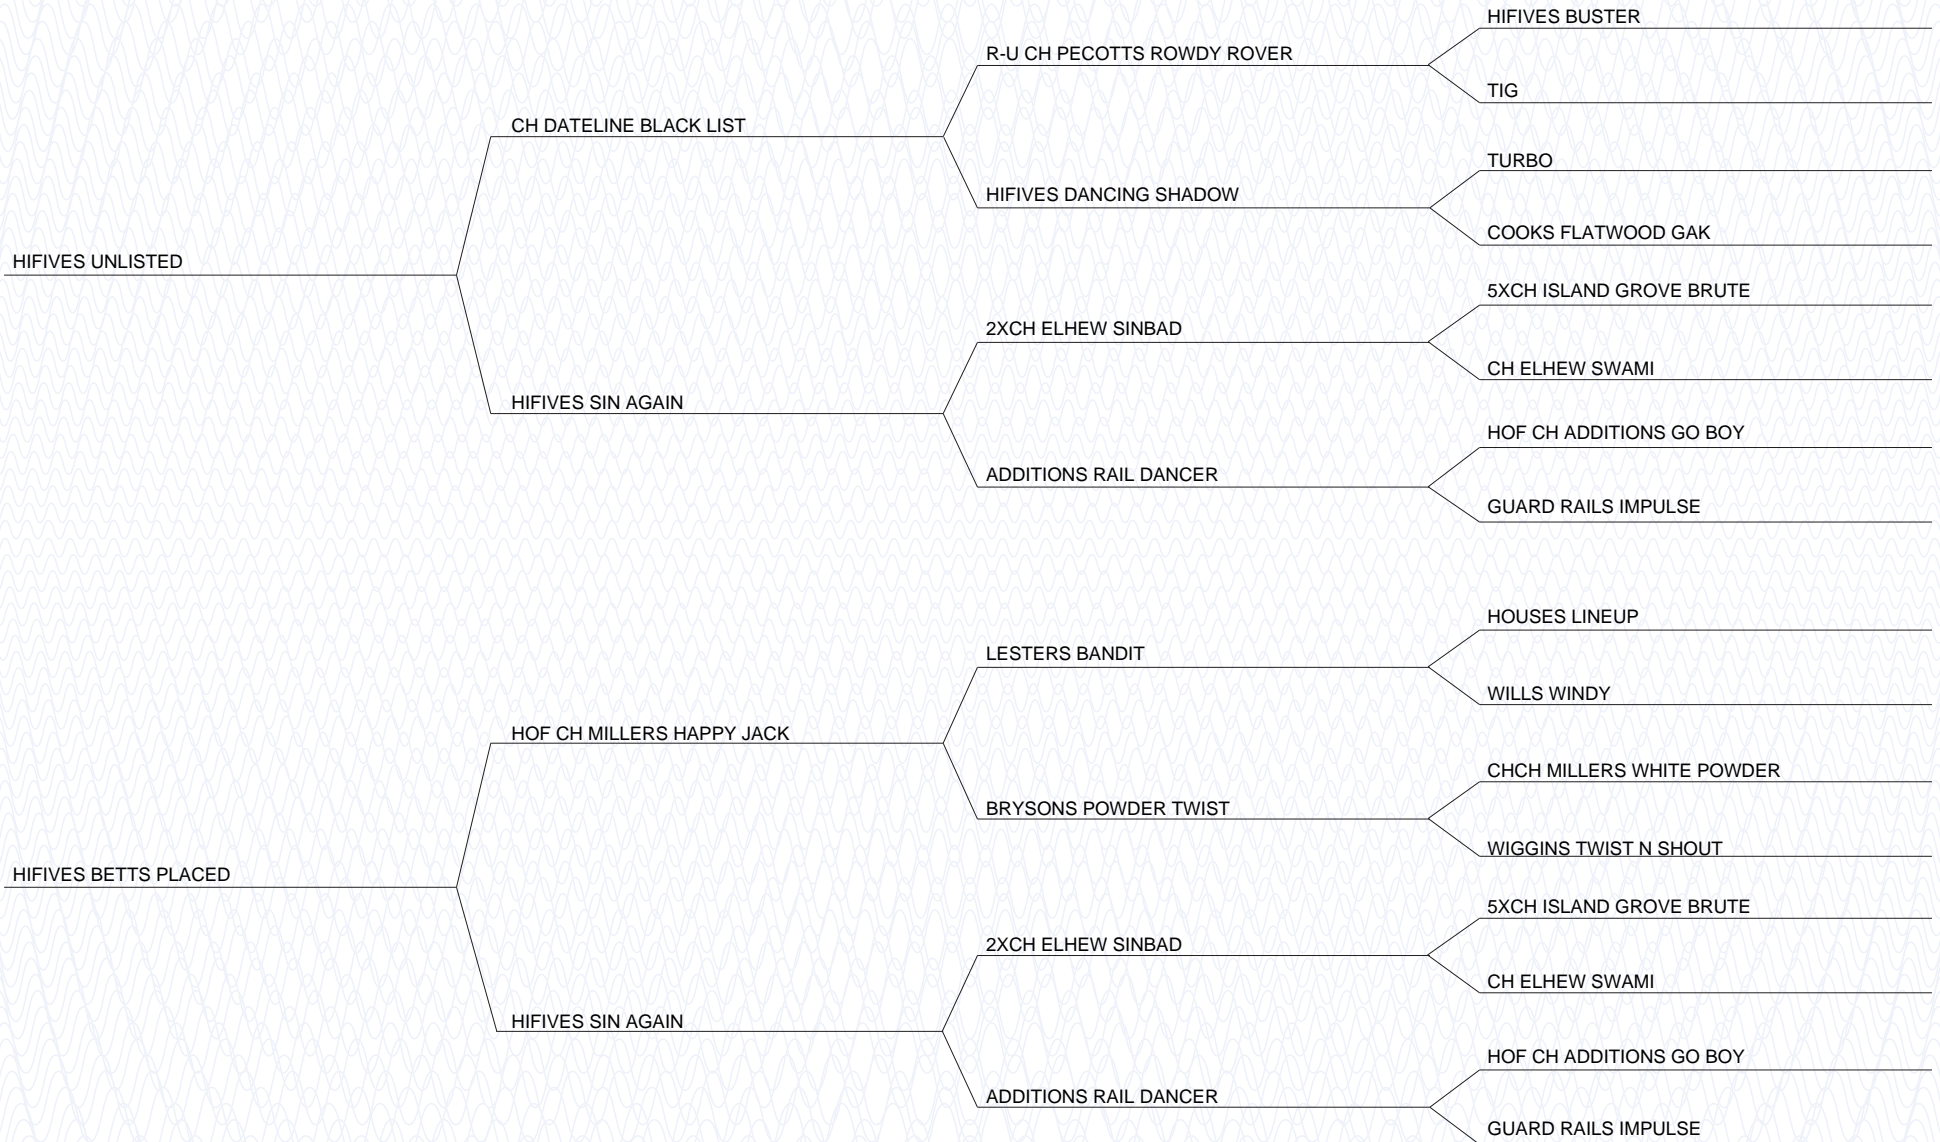 HIFIVES BUSTER
R-U CH PECOTTS ROWDY ROVER
TIG
CH DATELINE BLACK LIST
TURBO
HIFIVES DANCING SHADOW
COOKS FLATWOOD GAK
HIFIVES UNLISTED
5XCH ISLAND GROVE BRUTE
2XCH ELHEW SINBAD
CH ELHEW SWAMI
HIFIVES SIN AGAIN
HOF CH ADDITIONS GO BOY
ADDITIONS RAIL DANCER
GUARD RAILS IMPULSE
HOUSES LINEUP
LESTERS BANDIT
WILLS WINDY
HOF CH MILLERS HAPPY JACK
CHCH MILLERS WHITE POWDER
BRYSONS POWDER TWIST
WIGGINS TWIST N SHOUT
HIFIVES BETTS PLACED
5XCH ISLAND GROVE BRUTE
2XCH ELHEW SINBAD
CH ELHEW SWAMI
HIFIVES SIN AGAIN
HOF CH ADDITIONS GO BOY
ADDITIONS RAIL DANCER
GUARD RAILS IMPULSE